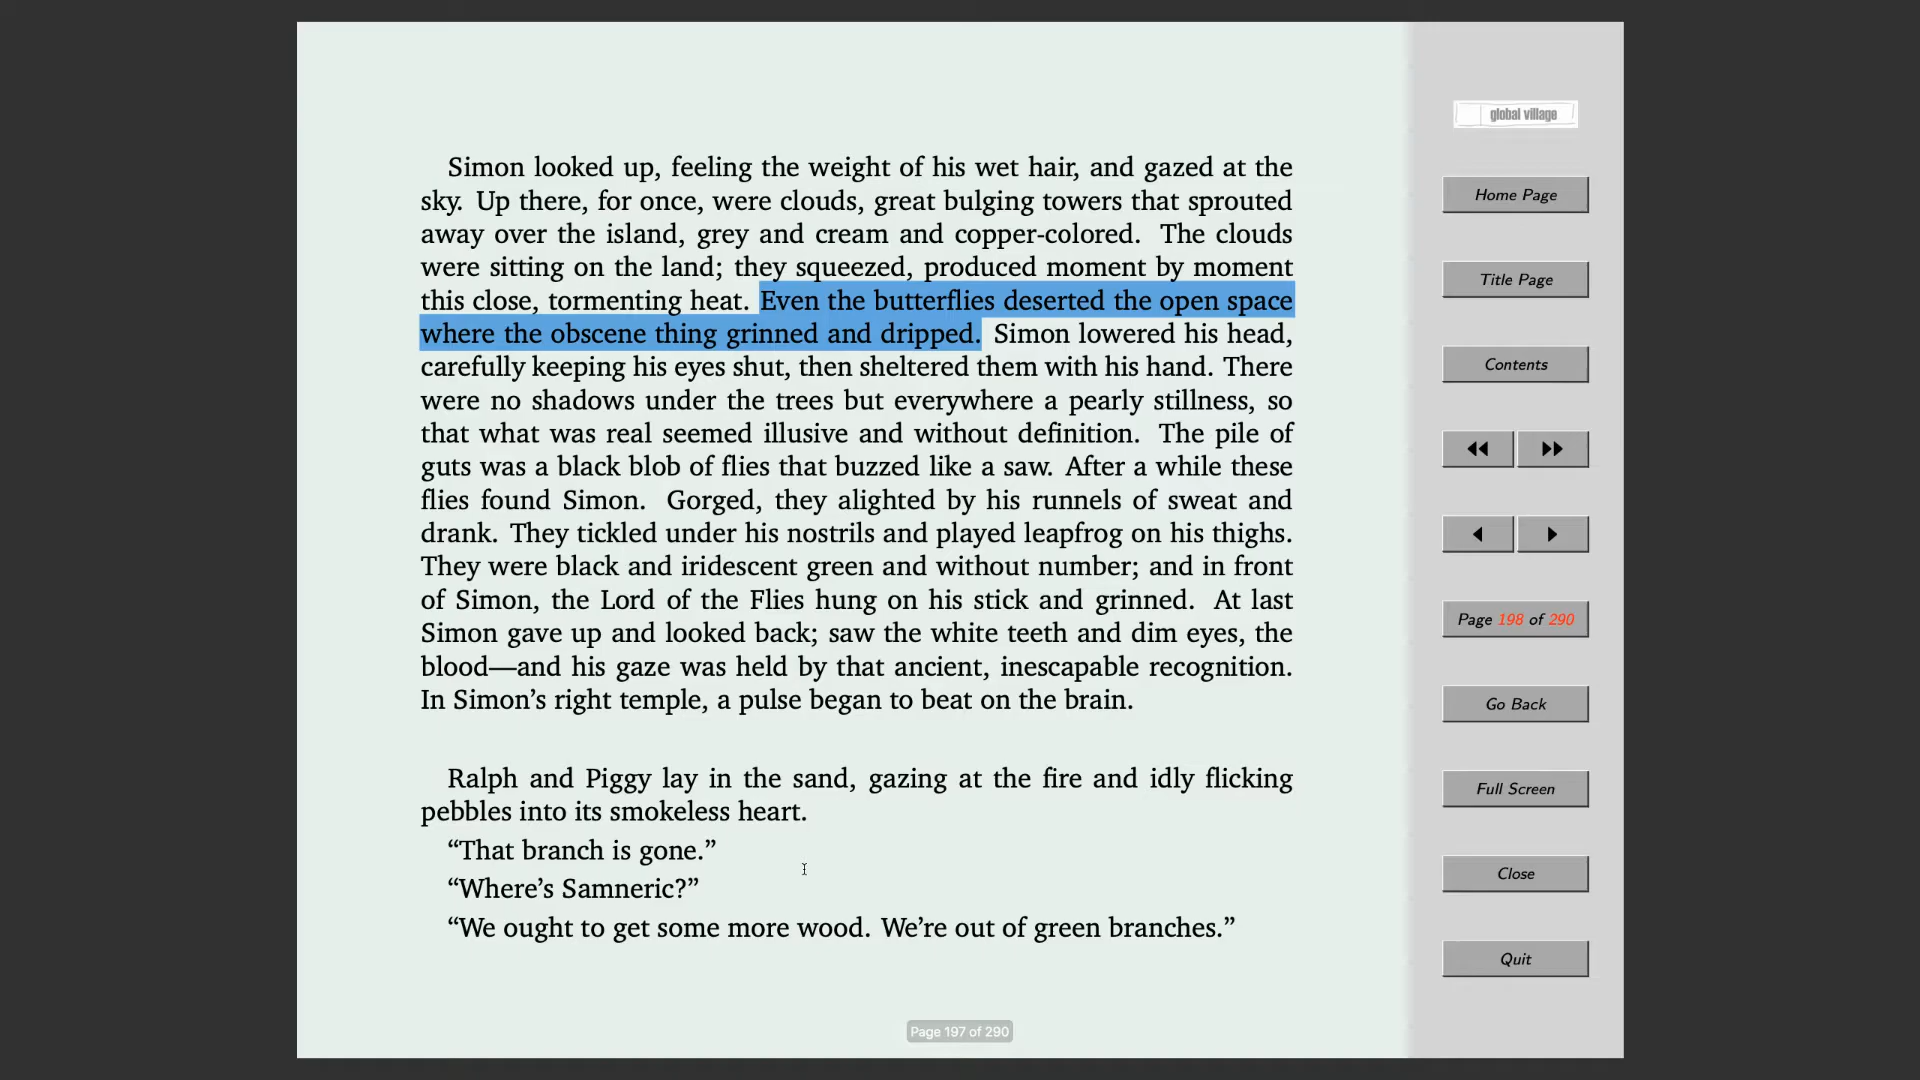 Simon looked up, feeling the weight of his wet hair, and gazed at the
sky. Up there, for once, were clouds, great bulging towers that sprouted
away over the island, grey and cream and copper-colored. The clouds
were sitting on the land; they squeezed, produced moment by moment
this close, tormenting heat. Even the butterflies deserted the open space
where the obscene thing grinned and dripped. Simon lowered his head,
carefully keeping his eyes shut, then sheltered them with his hand. There
were no shadows under the trees but everywhere a pearly stillness, so
that what was real seemed illusive and without definition. The pile of
guts was a black blob of flies that buzzed like a saw. After a while these
flies found Simon. Gorged, they alighted by his runnels of sweat and
drank. They tickled under his nostrils and played leapfrog on his thighs.
They were black and iridescent green and without number; and in front
of Simon, the Lord of the Flies hung on his stick and grinned. At last
Simon gave up and looked back; saw the white teeth and dim eyes, the
blood—and his gaze was held by that ancient, inescapable recognition.
In Simon’s right temple, a pulse began to beat on the brain.
Ralph and Piggy lay in the sand, gazing at the fire and idly flicking
pebbles into its smokeless heart.
“That branch is gone.”
“Where’s Samneric?”
“We ought to get some more wood. We’re out of green branches.”
Page 197 of 290
global village
Home Page
Title Page
Contents
Page 198 of 290
Go Back
Full Screen
Close
Quit